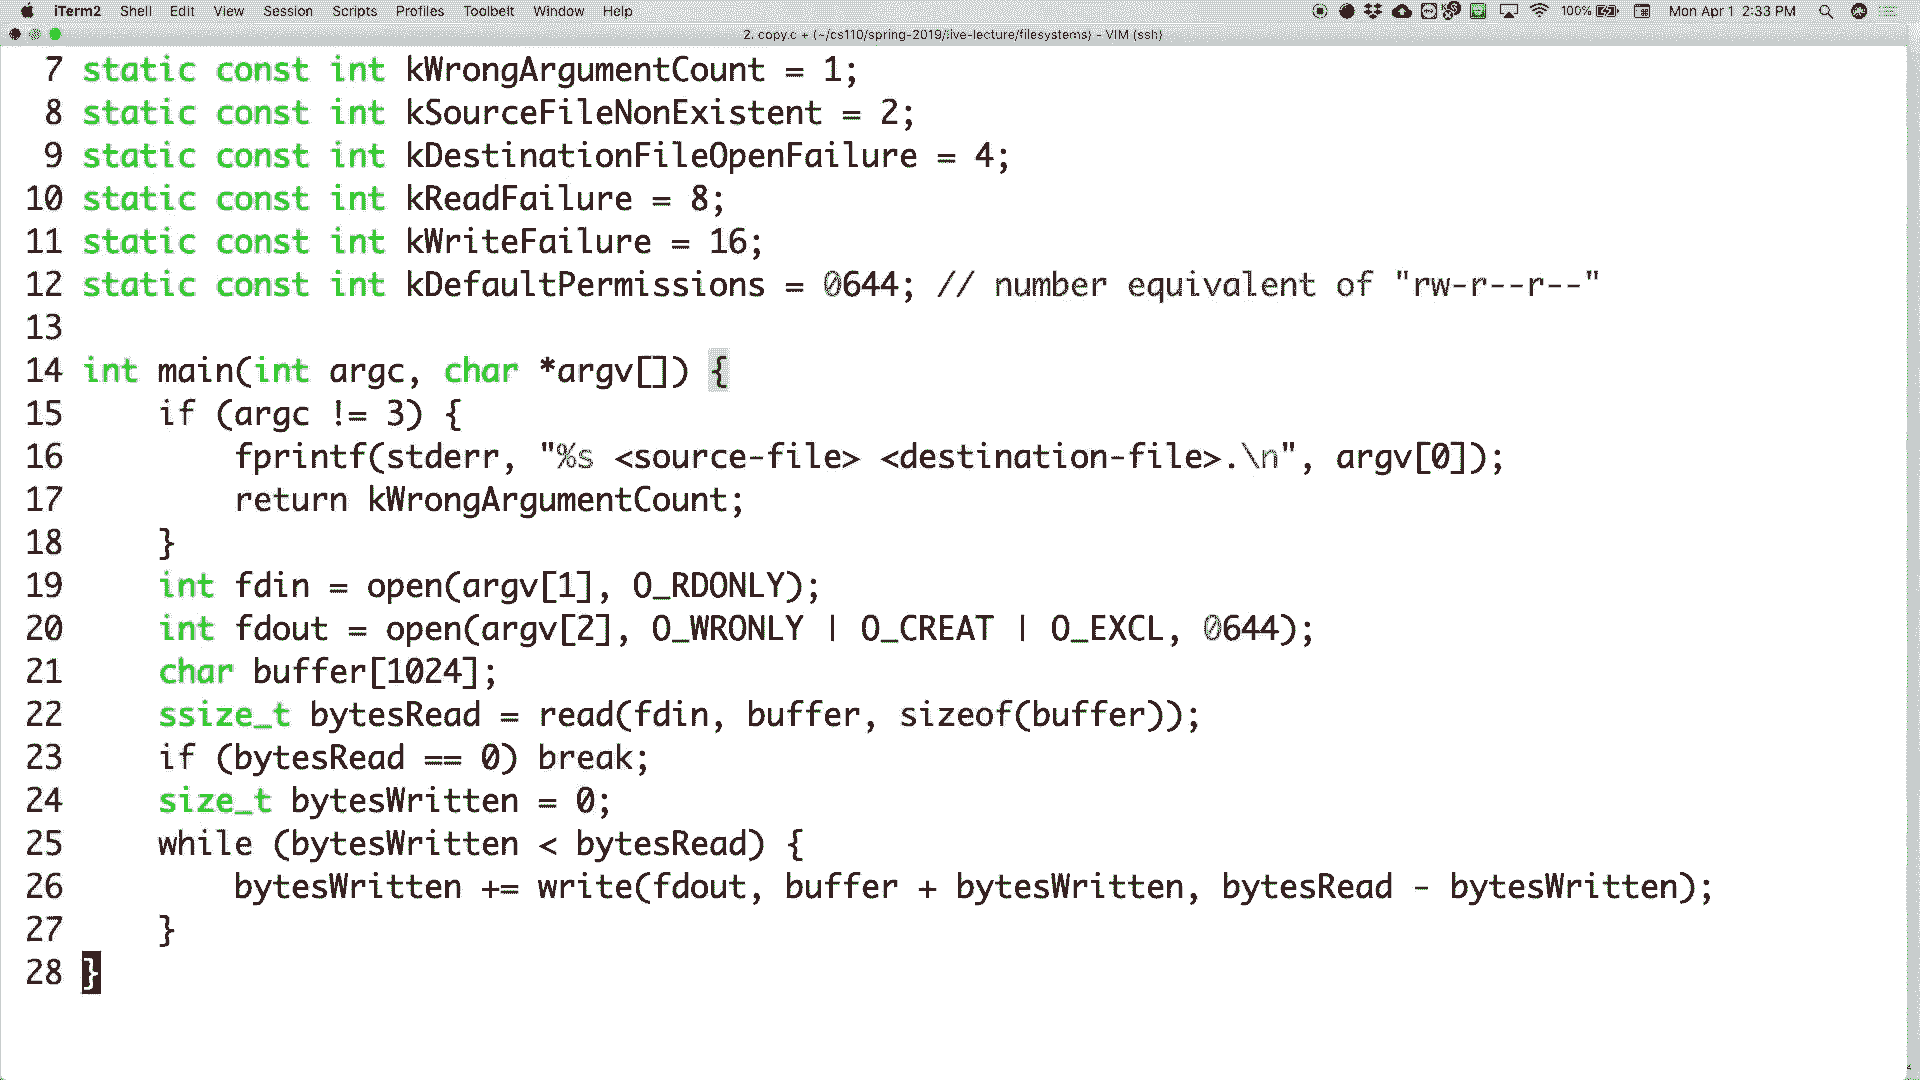 iTerm2 Shell Edit View Session Scripts Profiles Toolbelt Window Help 100% Mon Apr 1 2:33 PM
2. copy.c + (~/cs110/spring-2019/live-lecture/filesystems) - VIM (ssh)
7 static const int kWrongArgumentCount = 1;
8 static const int kSourceFileNonExistent = 2;
9 static const int kDestinationFileOpenFailure = 4;
10 static const int kReadFailure = 8;
11 static const int kWriteFailure = 16;
12 static const int kDefaultPermissions = 0644; // number equivalent of "rw-r--r--"
13
14 int main(int argc, char *argv[]) {
15     if (argc != 3) {
16         fprintf(stderr, "%s <source-file> <destination-file>.\n", argv[0]);
17         return kWrongArgumentCount;
18     }
19     int fdin = open(argv[1], O_RDONLY);
20     int fdout = open(argv[2], O_WRONLY | O_CREAT | O_EXCL, 0644);
21     char buffer[1024];
22     ssize_t bytesRead = read(fdin, buffer, sizeof(buffer));
23     if (bytesRead == 0) break;
24     size_t bytesWritten = 0;
25     while (bytesWritten < bytesRead) {
26         bytesWritten += write(fdout, buffer + bytesWritten, bytesRead - bytesWritten);
27     }
28 }